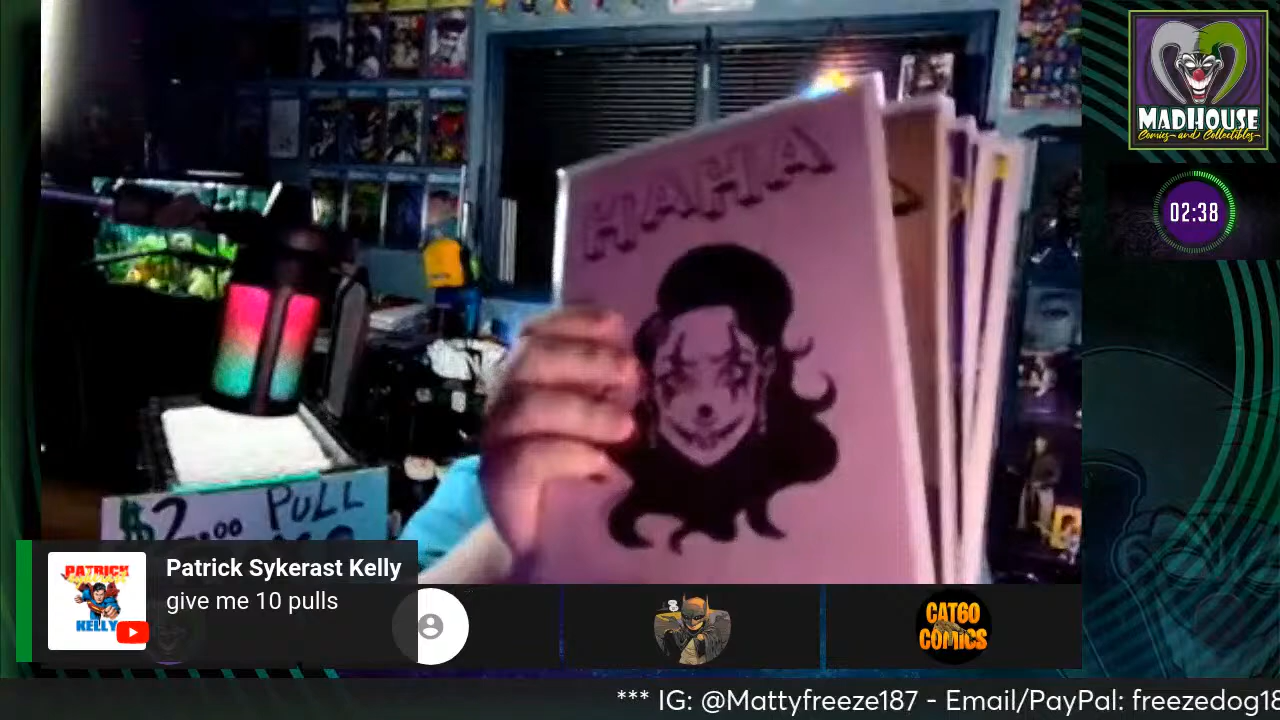 HAHA
MADHOUSE
Comics and Collectibles
02:38
$2.00 PULL
Patrick Sykerast Kelly
give me 10 pulls
PATRICK
KELLY
CAT60
COMICS
*** IG: @Mattyfreeze187 - Email/PayPal: freezedog18